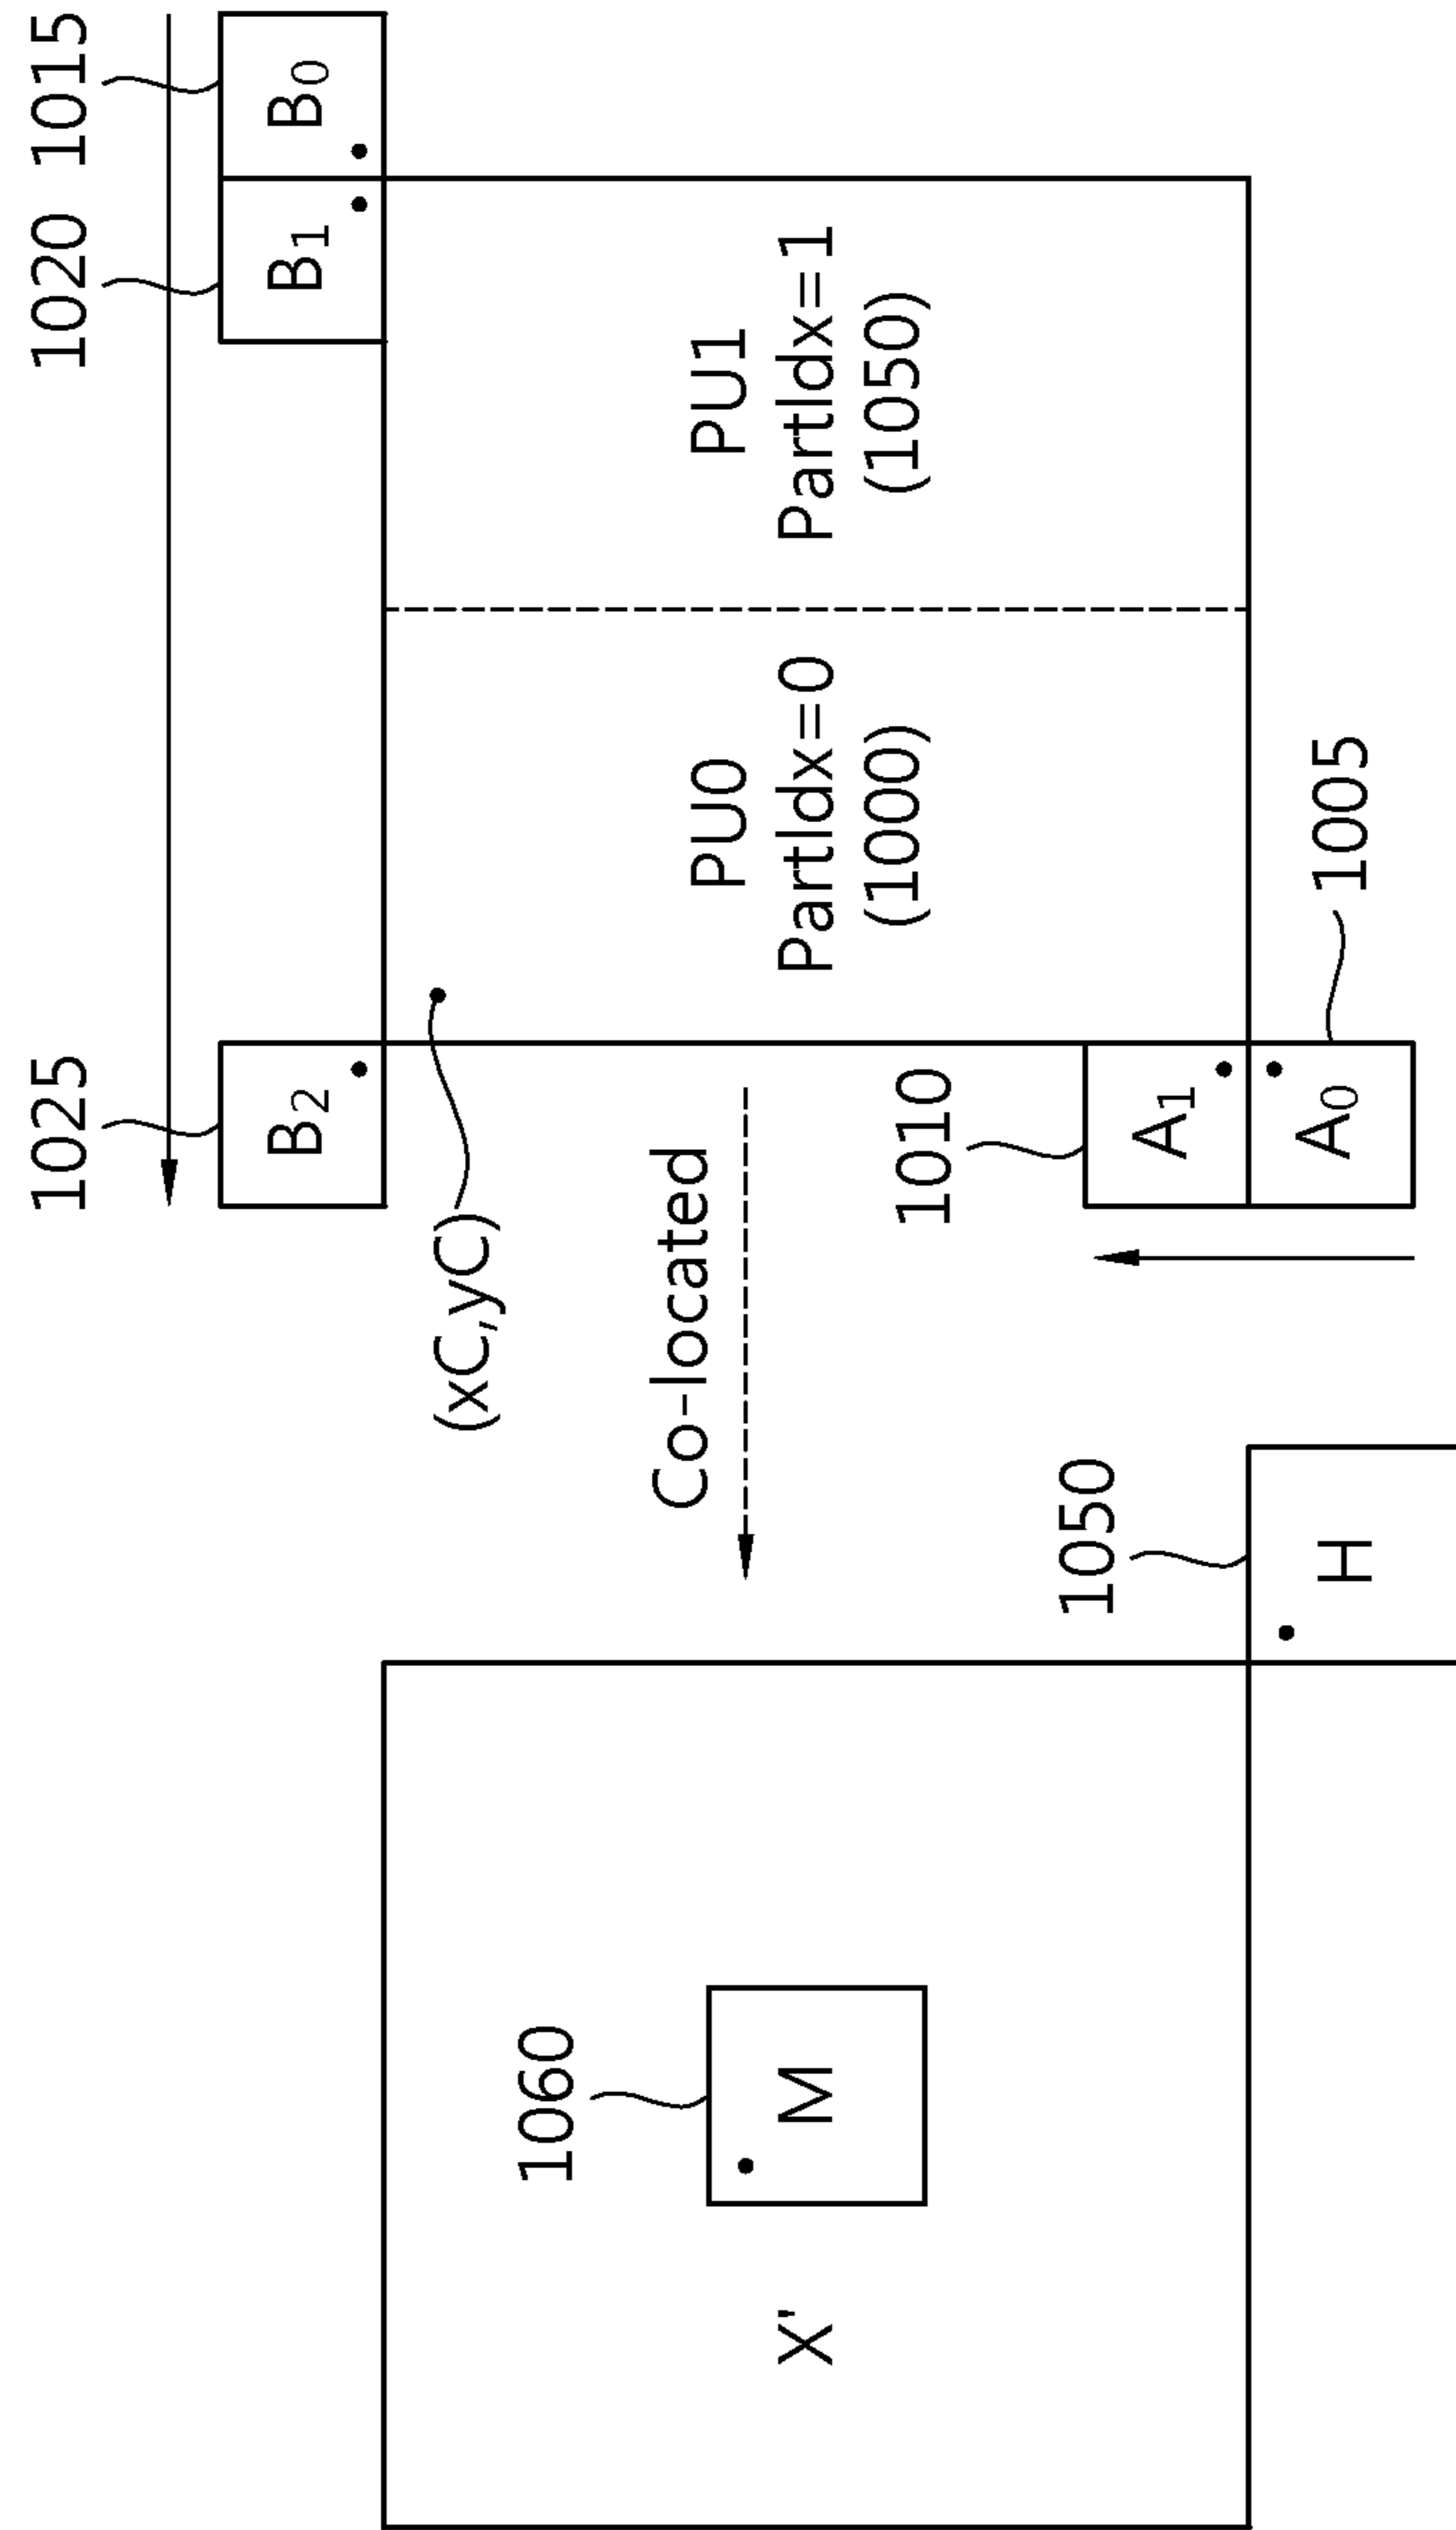 1025 1020 1015
B₂ B₁ B₀
(xC,yC)
1060
Co-located
PU0
PartIdx=0
(1000)
PU1
PartIdx=1
(1050)
X'
M
1010
1050
A₁
H
A₀
1005